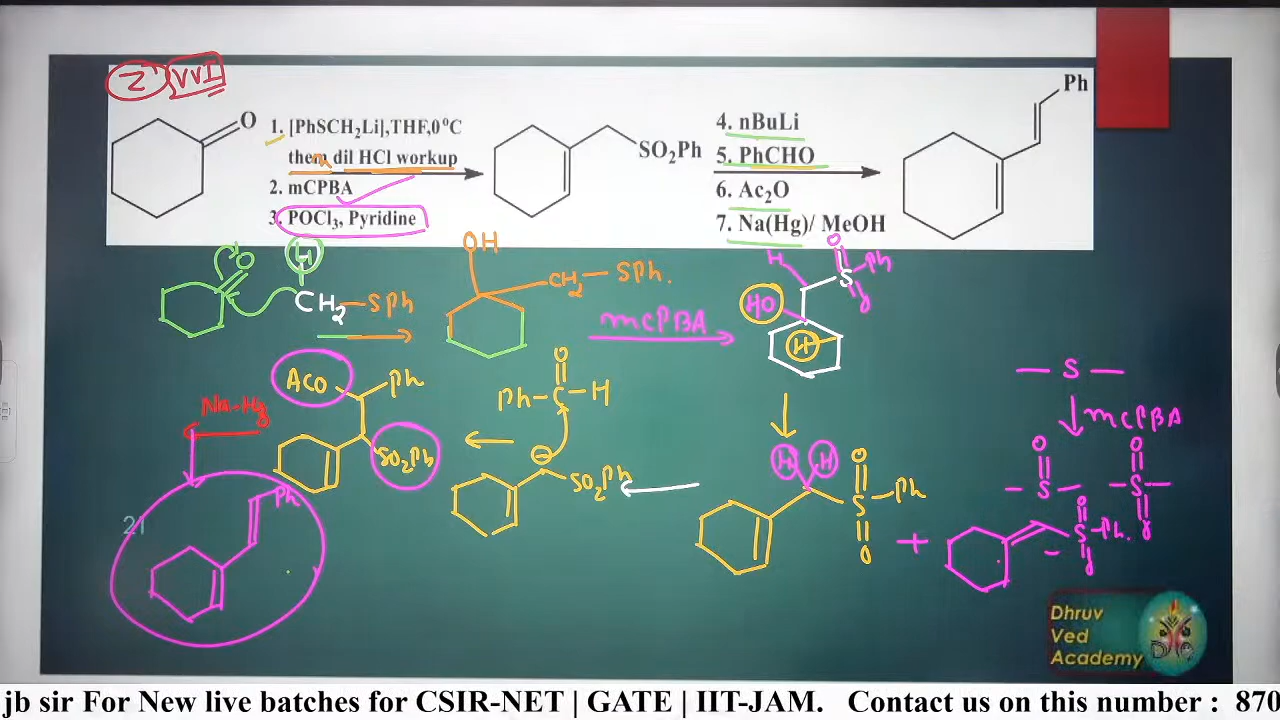 2 VVI
O
1. [PhSCH2Li],THF,0°C
them dil HCl workup
2. mCPBA
3. POCl3, Pyridine
SO2Ph
4. nBuLi
5. PhCHO
6. Ac2O
7. Na(Hg)/ MeOH
Ph
O
H
CH2-SPh
OH
CH2-SPh.
mCPBA
HO
H
H
O
S
Ph
O
-S-
mCPBA
O
-S-
O
-S-
O
H H
O
S-Ph
O
+
O
S-Ph.
O
O
Ph-C-H
SO2Ph
AcO
Ph
SO2Ph
Na-Hg
Ph
21
Dhruv
Ved
Academy
jb sir For New live batches for CSIR-NET | GATE | IIT-JAM. Contact us on this number : 870